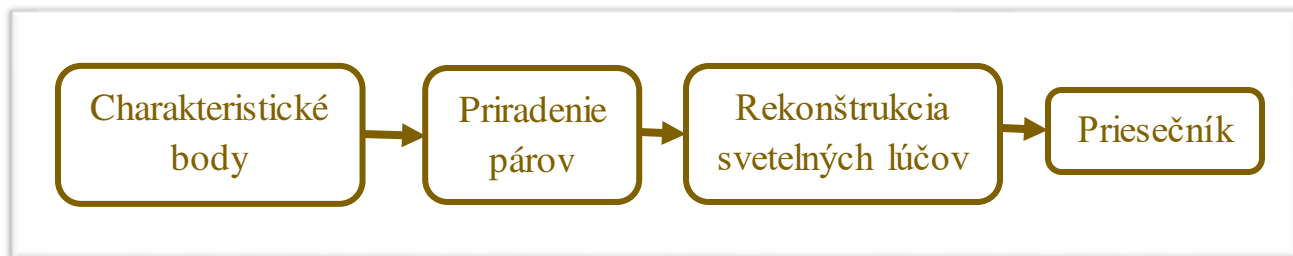 Charakteristické
body
Priradenie
párov
Rekonštrukcia
svetelných lúčov
Priesečník